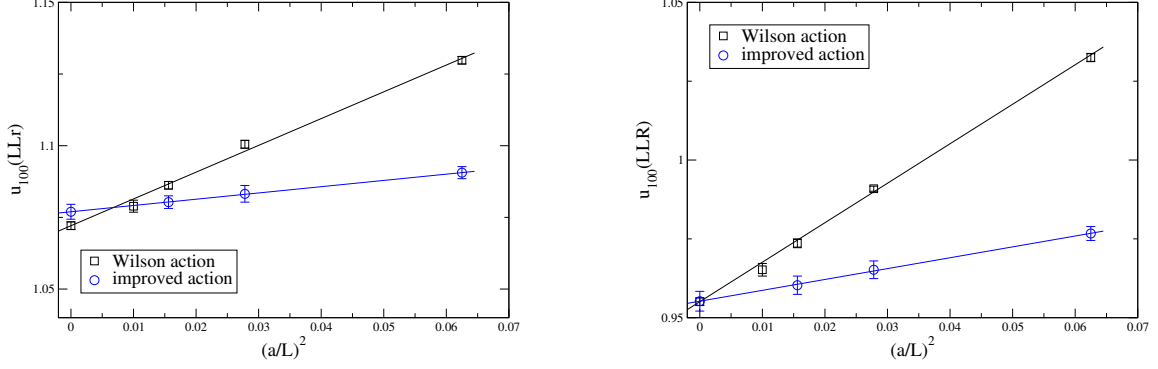 1.15
1.1
1.05
u100(LLr)
Wilson action
improved action
0 0.01 0.02 0.03 0.04 0.05 0.06 0.07
(a/L)2
1.05
1
0.95
u100(LLR)
Wilson action
improved action
0 0.01 0.02 0.03 0.04 0.05 0.06 0.07
(a/L)2